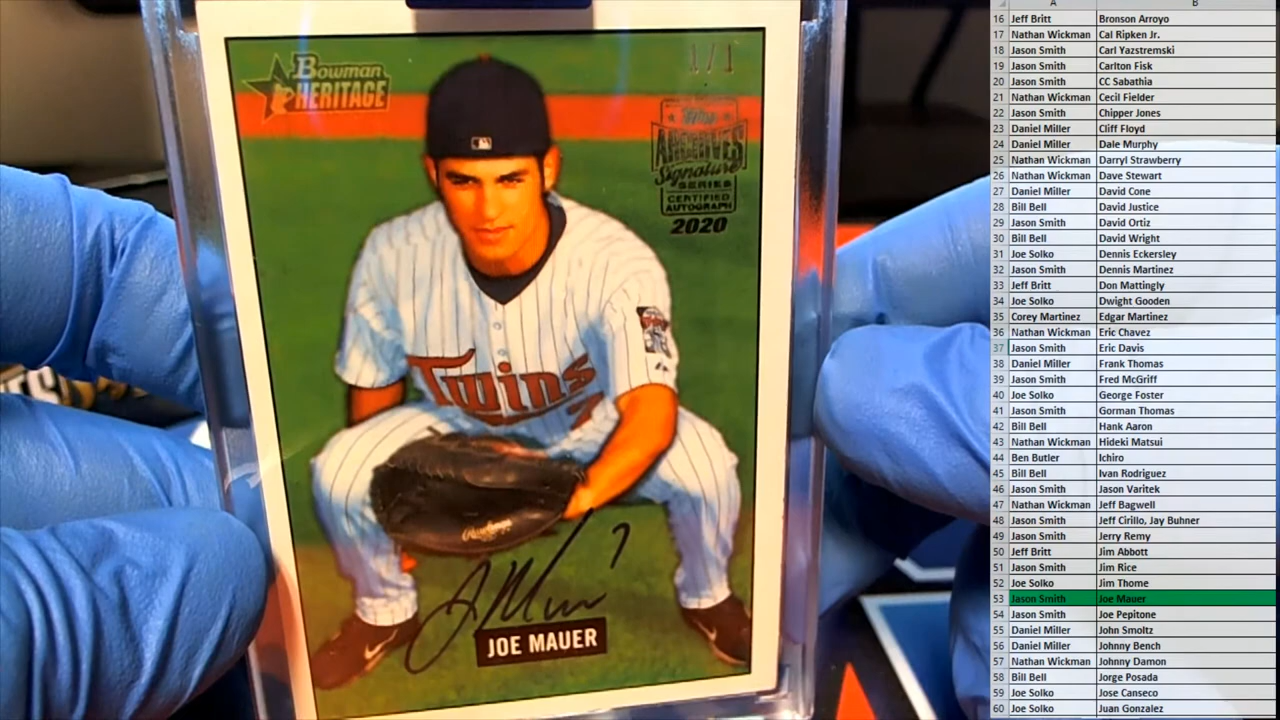 Bowman
HERITAGE
1/1
Topps
ARCHIVES
Signature
SERIES
CERTIFIED
AUTOGRAPH
2020
Twins
Rawlings
J Mau 7
JOE MAUER
A B
16 Jeff Britt Bronson Arroyo
17 Nathan Wickman Cal Ripken Jr.
18 Jason Smith Carl Yazstremski
19 Jason Smith Carlton Fisk
20 Jason Smith CC Sabathia
21 Nathan Wickman Cecil Fielder
22 Jason Smith Chipper Jones
23 Daniel Miller Cliff Floyd
24 Daniel Miller Dale Murphy
25 Nathan Wickman Darryl Strawberry
26 Nathan Wickman Dave Stewart
27 Daniel Miller David Cone
28 Bill Bell David Justice
29 Jason Smith David Ortiz
30 Bill Bell David Wright
31 Joe Solko Dennis Eckersley
32 Jason Smith Dennis Martinez
33 Jeff Britt Don Mattingly
34 Joe Solko Dwight Gooden
35 Corey Martinez Edgar Martinez
36 Nathan Wickman Eric Chavez
37 Jason Smith Eric Davis
38 Daniel Miller Frank Thomas
39 Jason Smith Fred McGriff
40 Joe Solko George Foster
41 Jason Smith Gorman Thomas
42 Bill Bell Hank Aaron
43 Nathan Wickman Hideki Matsui
44 Ben Butler Ichiro
45 Bill Bell Ivan Rodriguez
46 Jason Smith Jason Varitek
47 Nathan Wickman Jeff Bagwell
48 Jason Smith Jeff Cirillo, Jay Buhner
49 Jason Smith Jerry Remy
50 Jeff Britt Jim Abbott
51 Jason Smith Jim Rice
52 Joe Solko Jim Thome
53 Jason Smith Joe Mauer
54 Jason Smith Joe Pepitone
55 Daniel Miller John Smoltz
56 Daniel Miller Johnny Bench
57 Nathan Wickman Johnny Damon
58 Bill Bell Jorge Posada
59 Joe Solko Jose Canseco
60 Joe Solko Juan Gonzalez